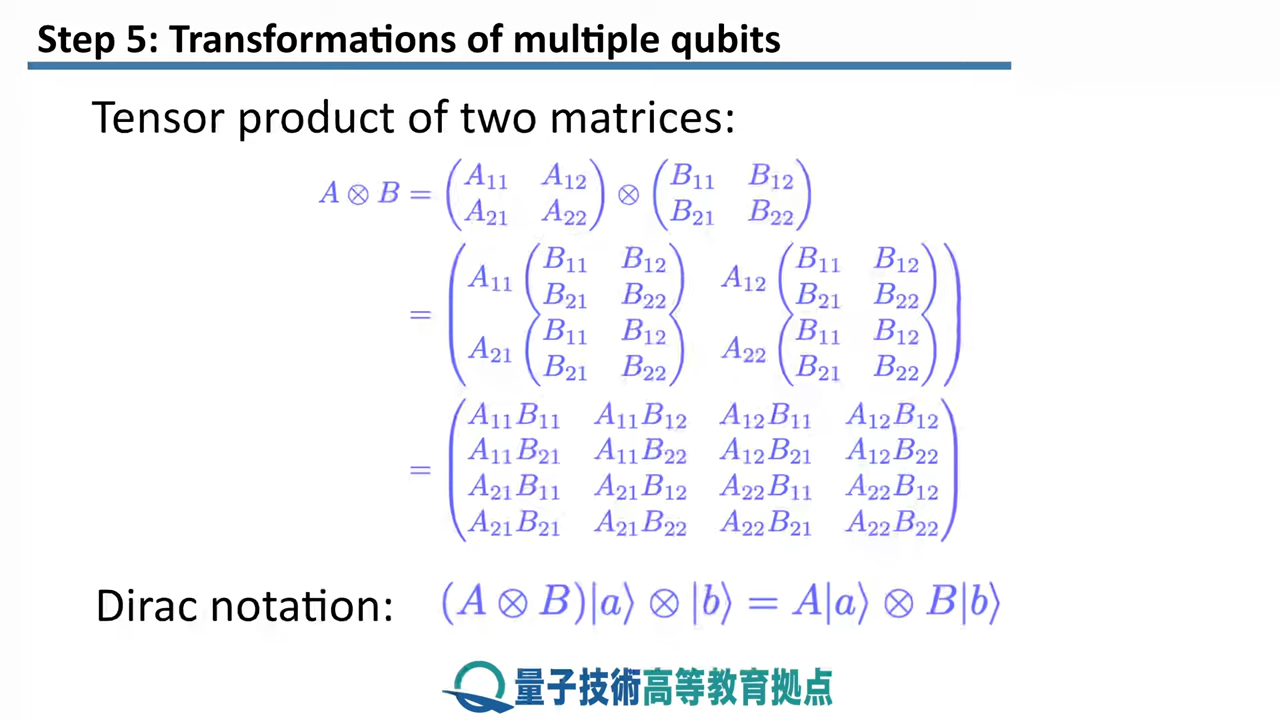 Step 5: Transformations of multiple qubits
Tensor product of two matrices:
A ⊗ B = ( A₁₁ A₁₂ ; A₂₁ A₂₂ ) ⊗ ( B₁₁ B₁₂ ; B₂₁ B₂₂ )
= ( A₁₁ ( B₁₁ B₁₂ ; B₂₁ B₂₂ ) A₁₂ ( B₁₁ B₁₂ ; B₂₁ B₂₂ ) ; A₂₁ ( B₁₁ B₁₂ ; B₂₁ B₂₂ ) A₂₂ ( B₁₁ B₁₂ ; B₂₁ B₂₂ ) )
= ( A₁₁B₁₁ A₁₁B₁₂ A₁₂B₁₁ A₁₂B₁₂
A₁₁B₂₁ A₁₁B₂₂ A₁₂B₂₁ A₁₂B₂₂
A₂₁B₁₁ A₂₁B₁₂ A₂₂B₁₁ A₂₂B₁₂
A₂₁B₂₁ A₂₁B₂₂ A₂₂B₂₁ A₂₂B₂₂ )
Dirac notation: (A ⊗ B)|a⟩ ⊗ |b⟩ = A|a⟩ ⊗ B|b⟩
量子技術高等教育拠点